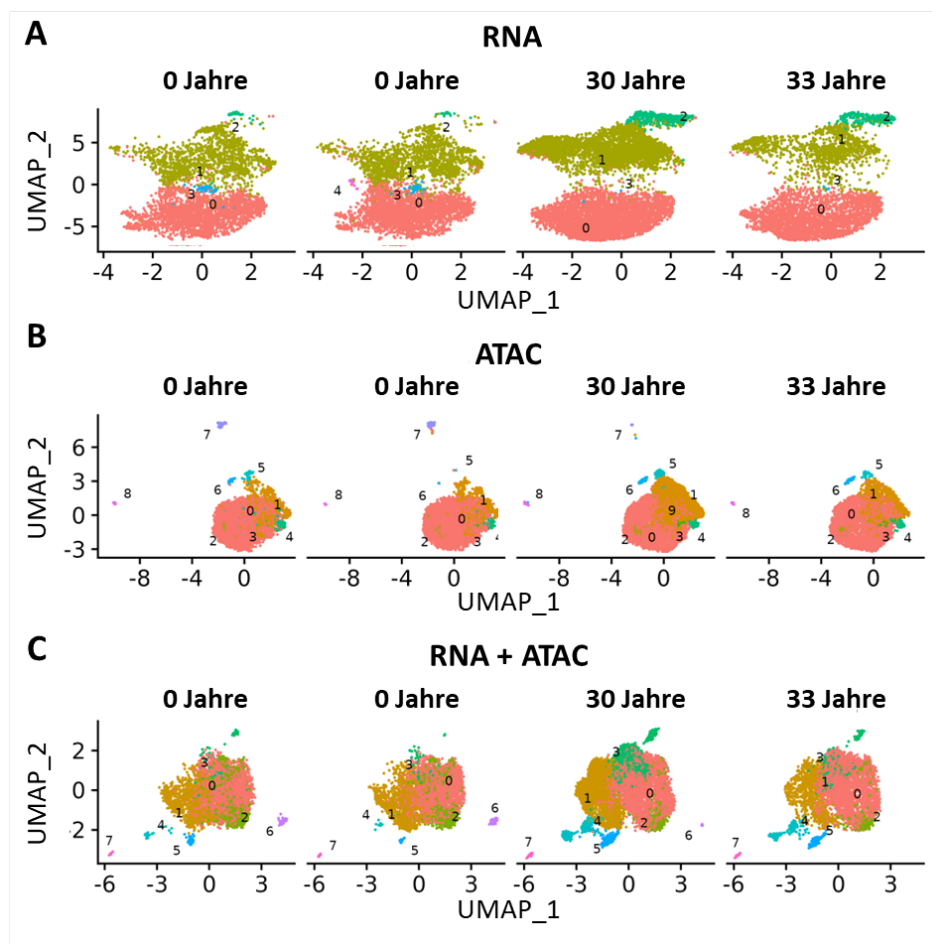 A
RNA
0 Jahre 0 Jahre 30 Jahre 33 Jahre
UMAP_2
5
0
-5
2 2 2 2
1 1 1 1
3 4 3 3 3
0 0 0 0
-4 -2 0 2 -4 -2 0 2 -4 -2 0 2 -4 -2 0 2
UMAP_1
B
ATAC
0 Jahre 0 Jahre 30 Jahre 33 Jahre
UMAP_2
6
3
0
-3
7 7 7
5 5 5 5
8 6 8 6 8 6 8 6
0 1 0 1 9 1 0 1
2 3 4 2 3 4 2 0 3 4 2 3 4
-8 -4 0 -8 -4 0 -8 -4 0 -8 -4 0
UMAP_1
C
RNA + ATAC
0 Jahre 0 Jahre 30 Jahre 33 Jahre
UMAP_2
2
0
2
3 3 3 3
0 0 0 1 0
1 2 1 2 6 1 2 2
4 6 4 4 6 4 5
7 5 7 5 7 5 7
-6 -3 0 3 -6 -3 0 3 -6 -3 0 3 -6 -3 0 3
UMAP_1